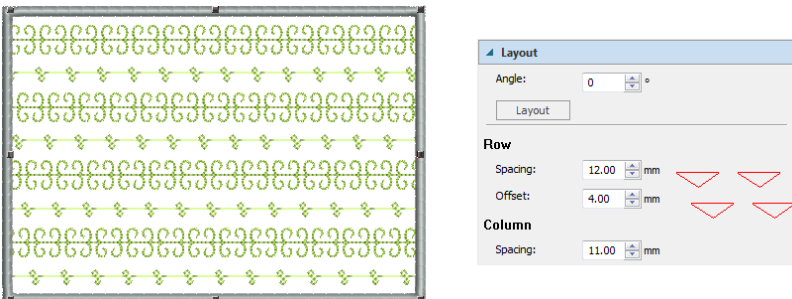 Layout
Angle: 0 °
Layout
Row
Spacing: 12.00 mm
Offset: 4.00 mm
Column
Spacing: 11.00 mm